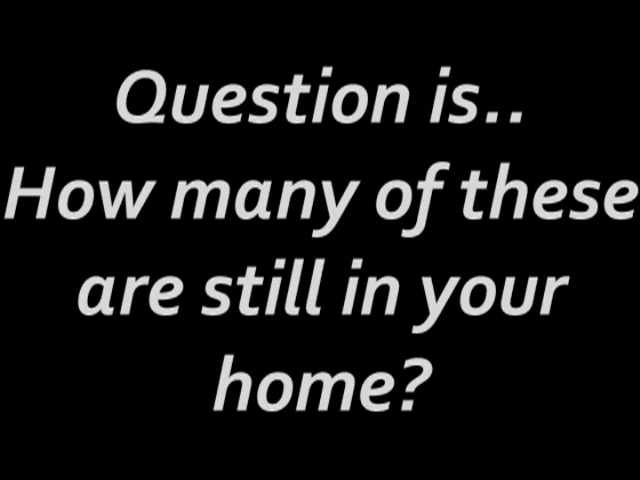 Question is..
How many of these
are still in your
home?